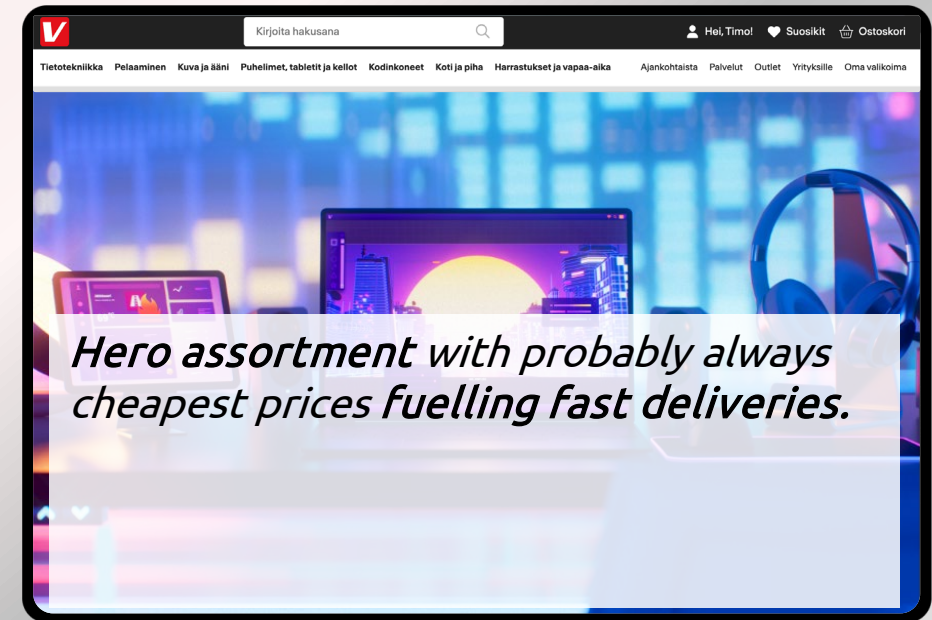 V
Kirjoita hakusana
Hei, Timo! Suosikit Ostoskori
Tietotekniikka Pelaaminen Kuva ja ääni Puhelimet, tabletit ja kellot Kodinkoneet Koti ja piha Harrastukset ja vapaa-aika Ajankohtaista Palvelut Outlet Yrityksille Oma valikoima
Hero assortment with probably always
cheapest prices fuelling fast deliveries.